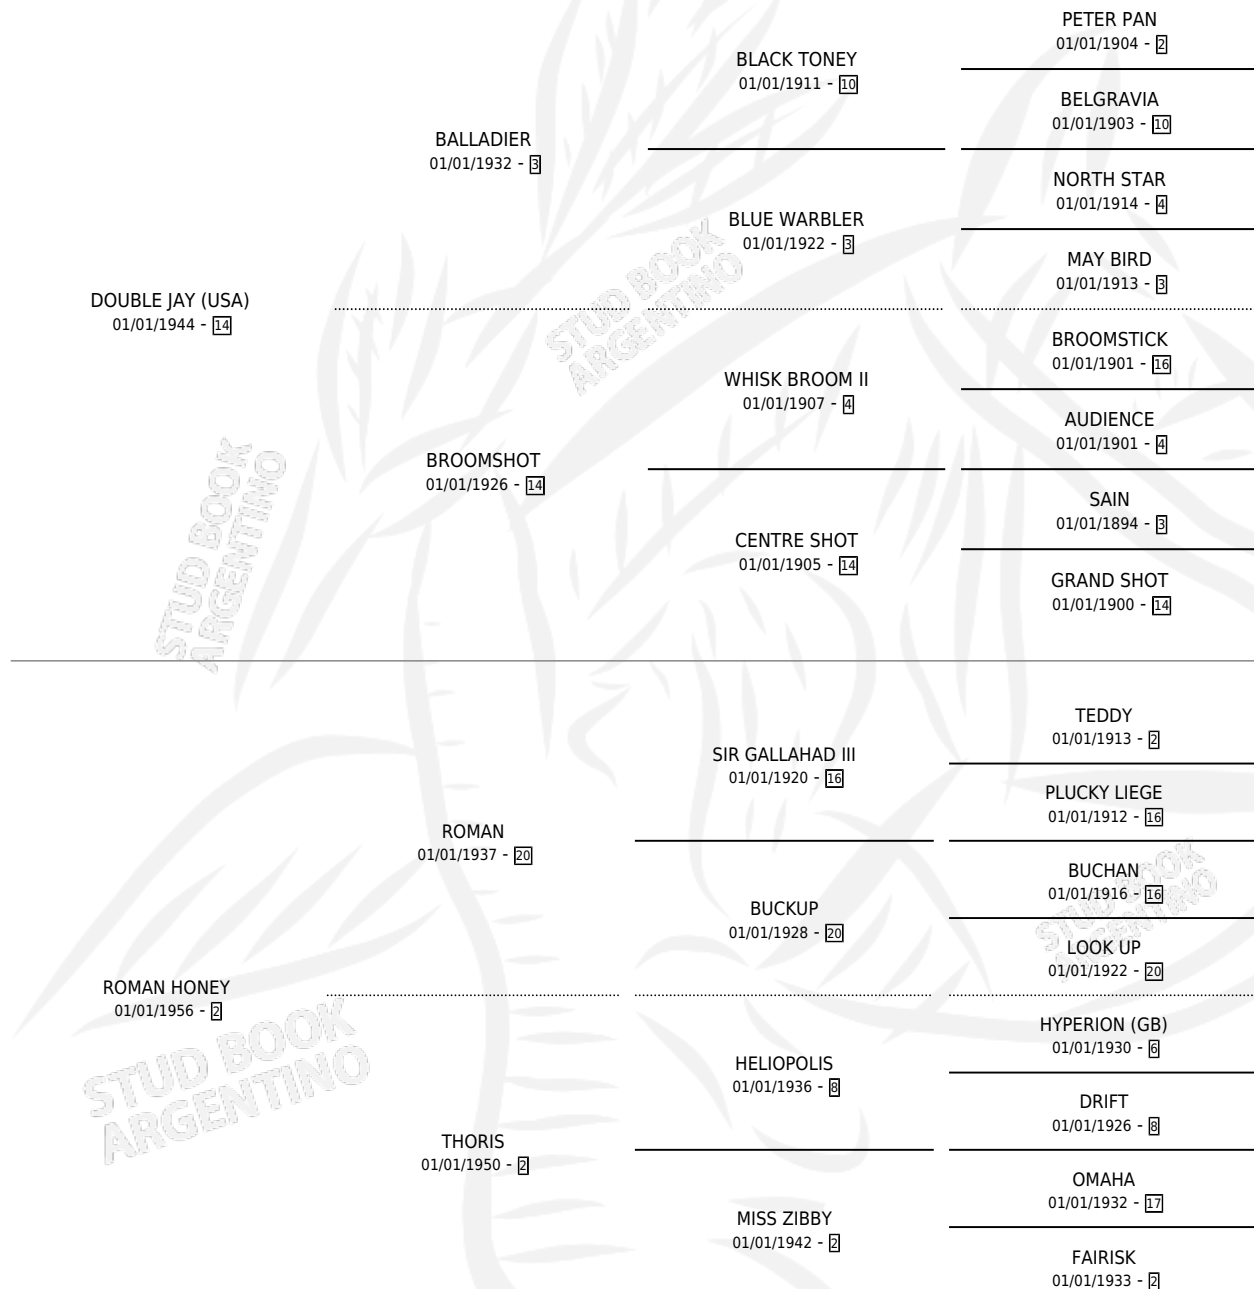 PETER PAN
01/01/1904 - 2
BLACK TONEY
01/01/1911 - 10
BELGRAVIA
01/01/1903 - 10
BALLADIER
01/01/1932 - 3
NORTH STAR
01/01/1914 - 4
BLUE WARBLER
01/01/1922 - 3
MAY BIRD
01/01/1913 - 3
DOUBLE JAY (USA)
01/01/1944 - 14
STUD BOOK
ARGENTINO
BROOMSTICK
01/01/1901 - 16
WHISK BROOM II
01/01/1907 - 4
AUDIENCE
01/01/1901 - 4
BROOMSHOT
01/01/1926 - 14
SAIN
01/01/1894 - 3
CENTRE SHOT
01/01/1905 - 14
GRAND SHOT
01/01/1900 - 14
STUD BOOK
ARGENTINO
TEDDY
01/01/1913 - 2
SIR GALLAHAD III
01/01/1920 - 16
PLUCKY LIEGE
01/01/1912 - 16
ROMAN
01/01/1937 - 20
BUCHAN
01/01/1916 - 16
BUCKUP
01/01/1928 - 20
LOOK UP
01/01/1922 - 20
STUD BOOK
ARGENTINO
ROMAN HONEY
01/01/1956 - 2
HYPERION (GB)
01/01/1930 - 6
HELIOPOLIS
01/01/1936 - 8
DRIFT
01/01/1926 - 8
STUD BOOK
ARGENTINO
THORIS
01/01/1950 - 2
OMAHA
01/01/1932 - 17
MISS ZIBBY
01/01/1942 - 2
FAIRISK
01/01/1933 - 2